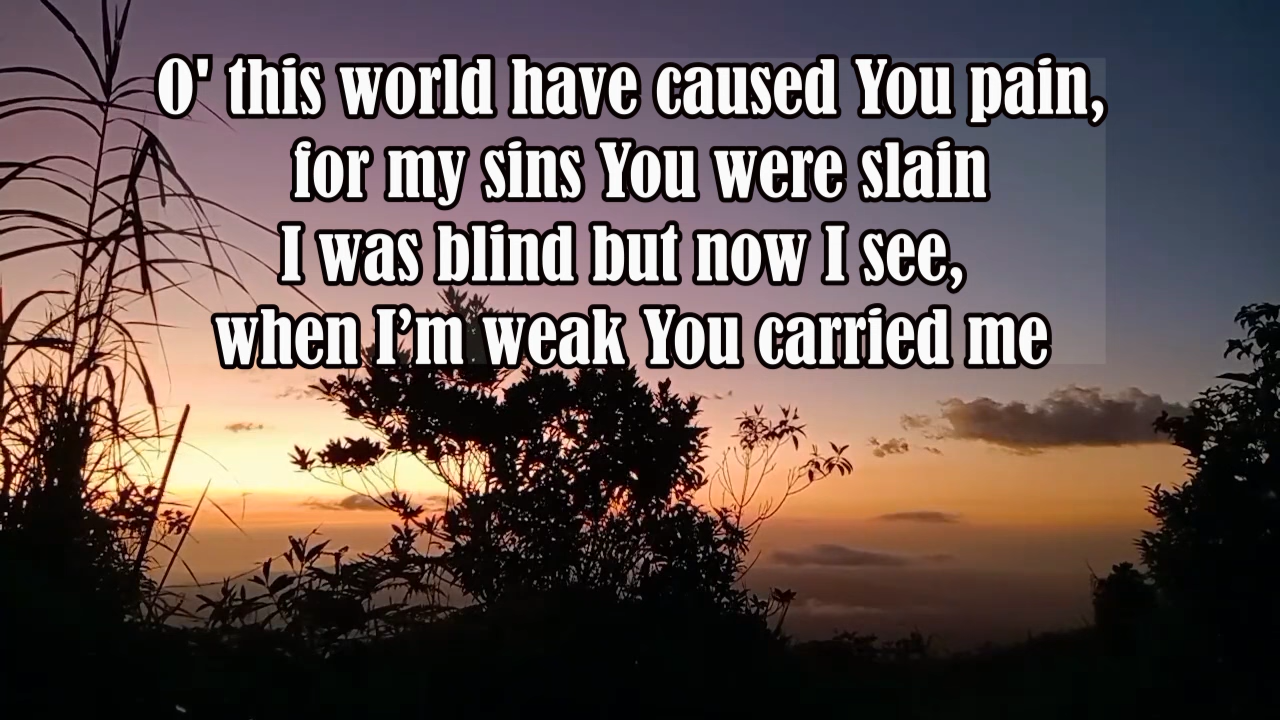 O' this world have caused You pain,
for my sins You were slain
I was blind but now I see,
when I’m weak You carried me